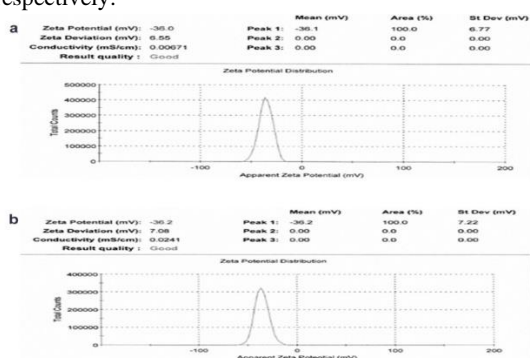 respectively.
Mean (mV) Area (%) St Dev (mV)
a Zeta Potential (mV): -36.0 Peak 1: -36.1 100.0 6.77
Zeta Deviation (mV): 6.55 Peak 2: 0.00 0.0 0.00
Conductivity (mS/cm): 0.00671 Peak 3: 0.00 0.0 0.00
Result quality : Good
Zeta Potential Distribution
500000
400000
300000
200000
100000
0
Total Counts
-100 0 100 200
Apparent Zeta Potential (mV)
Mean (mV) Area (%) St Dev (mV)
b Zeta Potential (mV): -36.2 Peak 1: -36.2 100.0 7.22
Zeta Deviation (mV): 7.08 Peak 2: 0.00 0.0 0.00
Conductivity (mS/cm): 0.0241 Peak 3: 0.00 0.0 0.00
Result quality : Good
Zeta Potential Distribution
400000
300000
200000
100000
0
Total Counts
-100 0 100 200
Apparent Zeta Potential (mV)